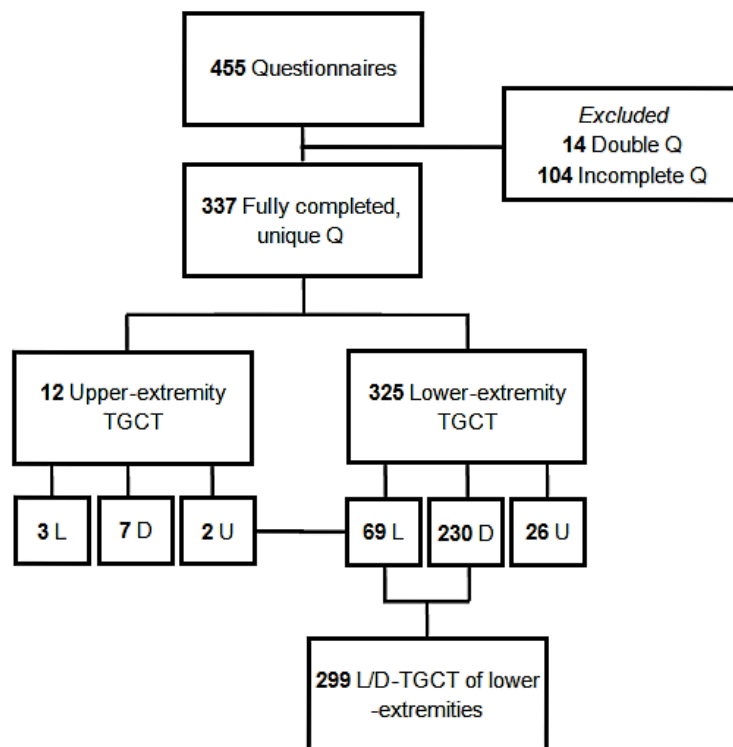 455 Questionnaires
Excluded
14 Double Q
104 Incomplete Q
337 Fully completed,
unique Q
12 Upper-extremity
TGCT
325 Lower-extremity
TGCT
3 L
7 D
2 U
69 L
230 D
26 U
299 L/D-TGCT of lower
-extremities